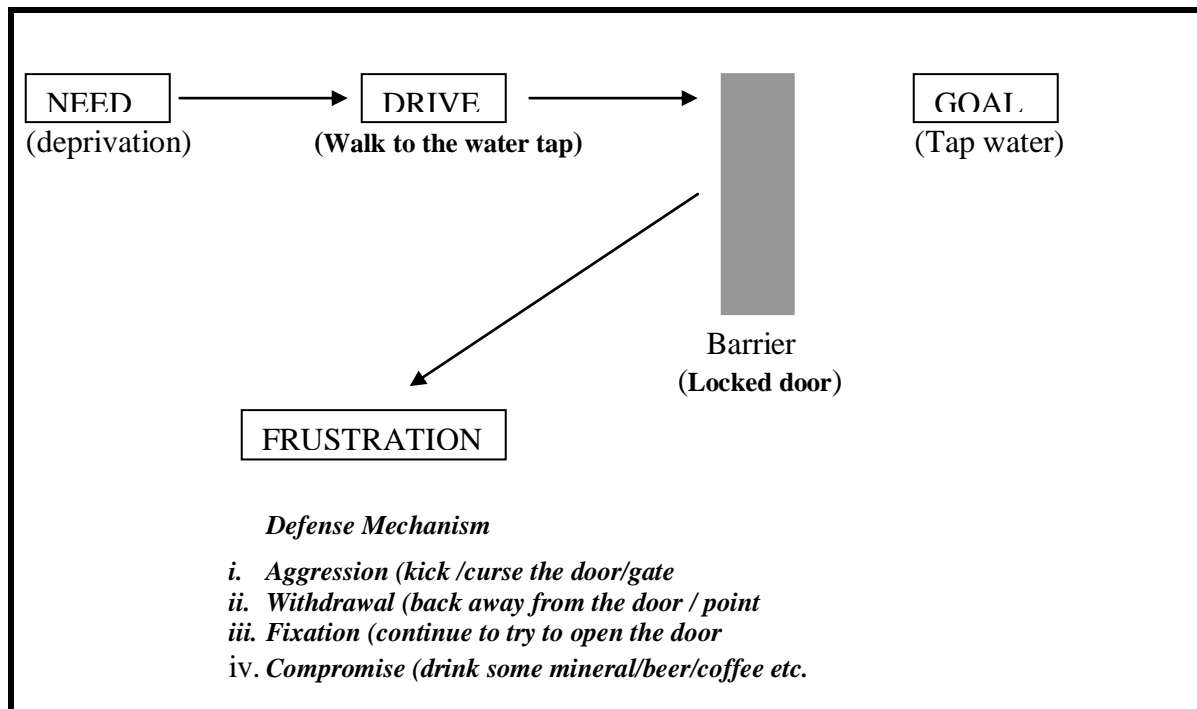 NEED DRIVE GOAL
(deprivation) (Walk to the water tap) (Tap water)
Barrier
(Locked door)
FRUSTRATION
Defense Mechanism
i. Aggression (kick /curse the door/gate
ii. Withdrawal (back away from the door / point
iii. Fixation (continue to try to open the door
iv. Compromise (drink some mineral/beer/coffee etc.